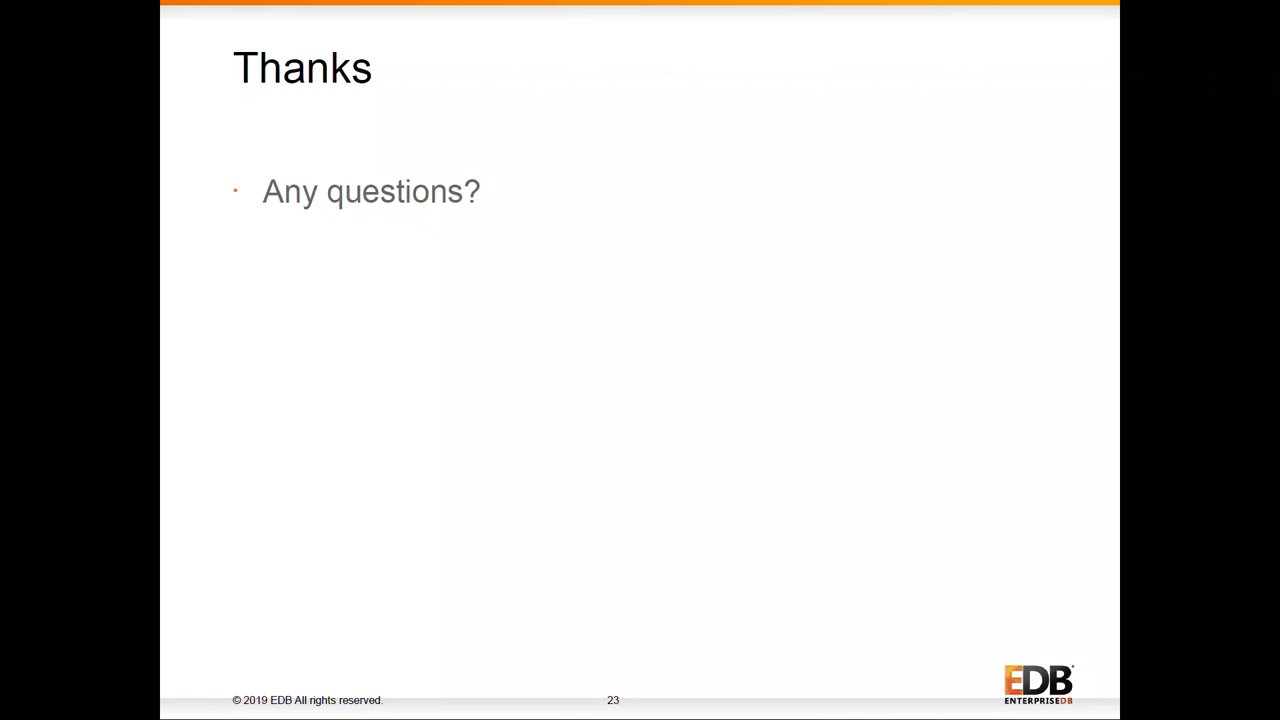 Thanks
· Any questions?
EDB
ENTERPRISEDB
© 2019 EDB All rights reserved.
23